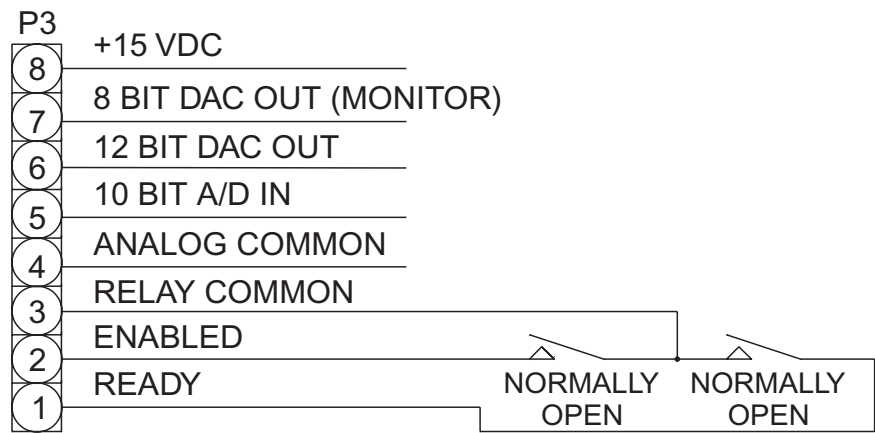 P3
8 +15 VDC
7 8 BIT DAC OUT (MONITOR)
6 12 BIT DAC OUT
5 10 BIT A/D IN
4 ANALOG COMMON
3 RELAY COMMON
2 ENABLED
1 READY
NORMALLY NORMALLY
OPEN OPEN